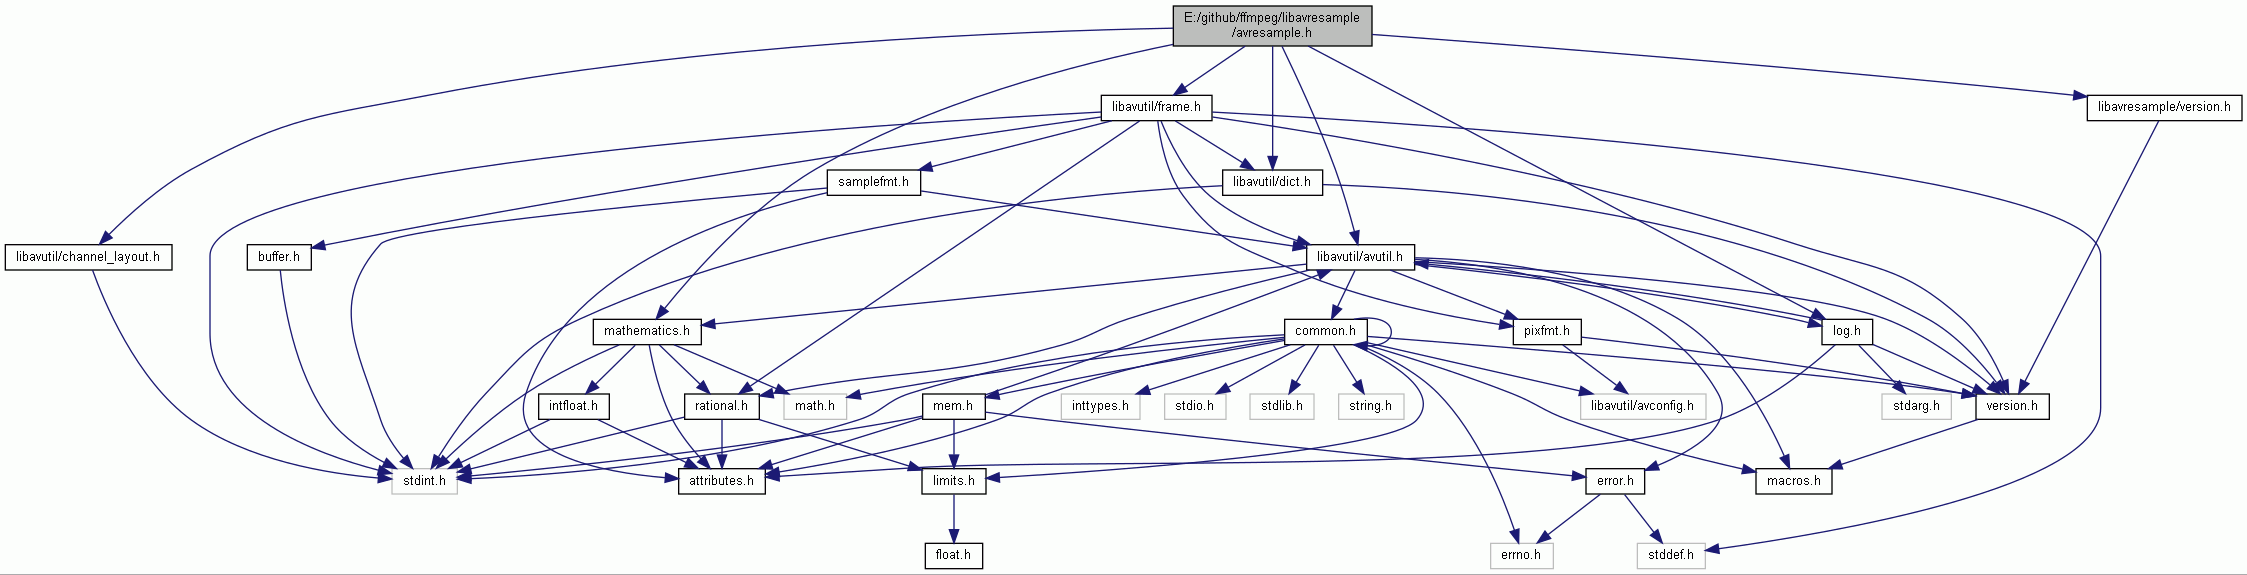 E:/github/ffmpeg/libavresample
/avresample.h
libavutil/frame.h
libavresample/version.h
samplefmt.h
libavutil/dict.h
libavutil/channel_layout.h
buffer.h
libavutil/avutil.h
mathematics.h
common.h
pixfmt.h
log.h
intfloat.h
rational.h
math.h
mem.h
inttypes.h
stdio.h
stdlib.h
string.h
libavutil/avconfig.h
stdarg.h
version.h
stdint.h
attributes.h
limits.h
error.h
macros.h
float.h
errno.h
stddef.h